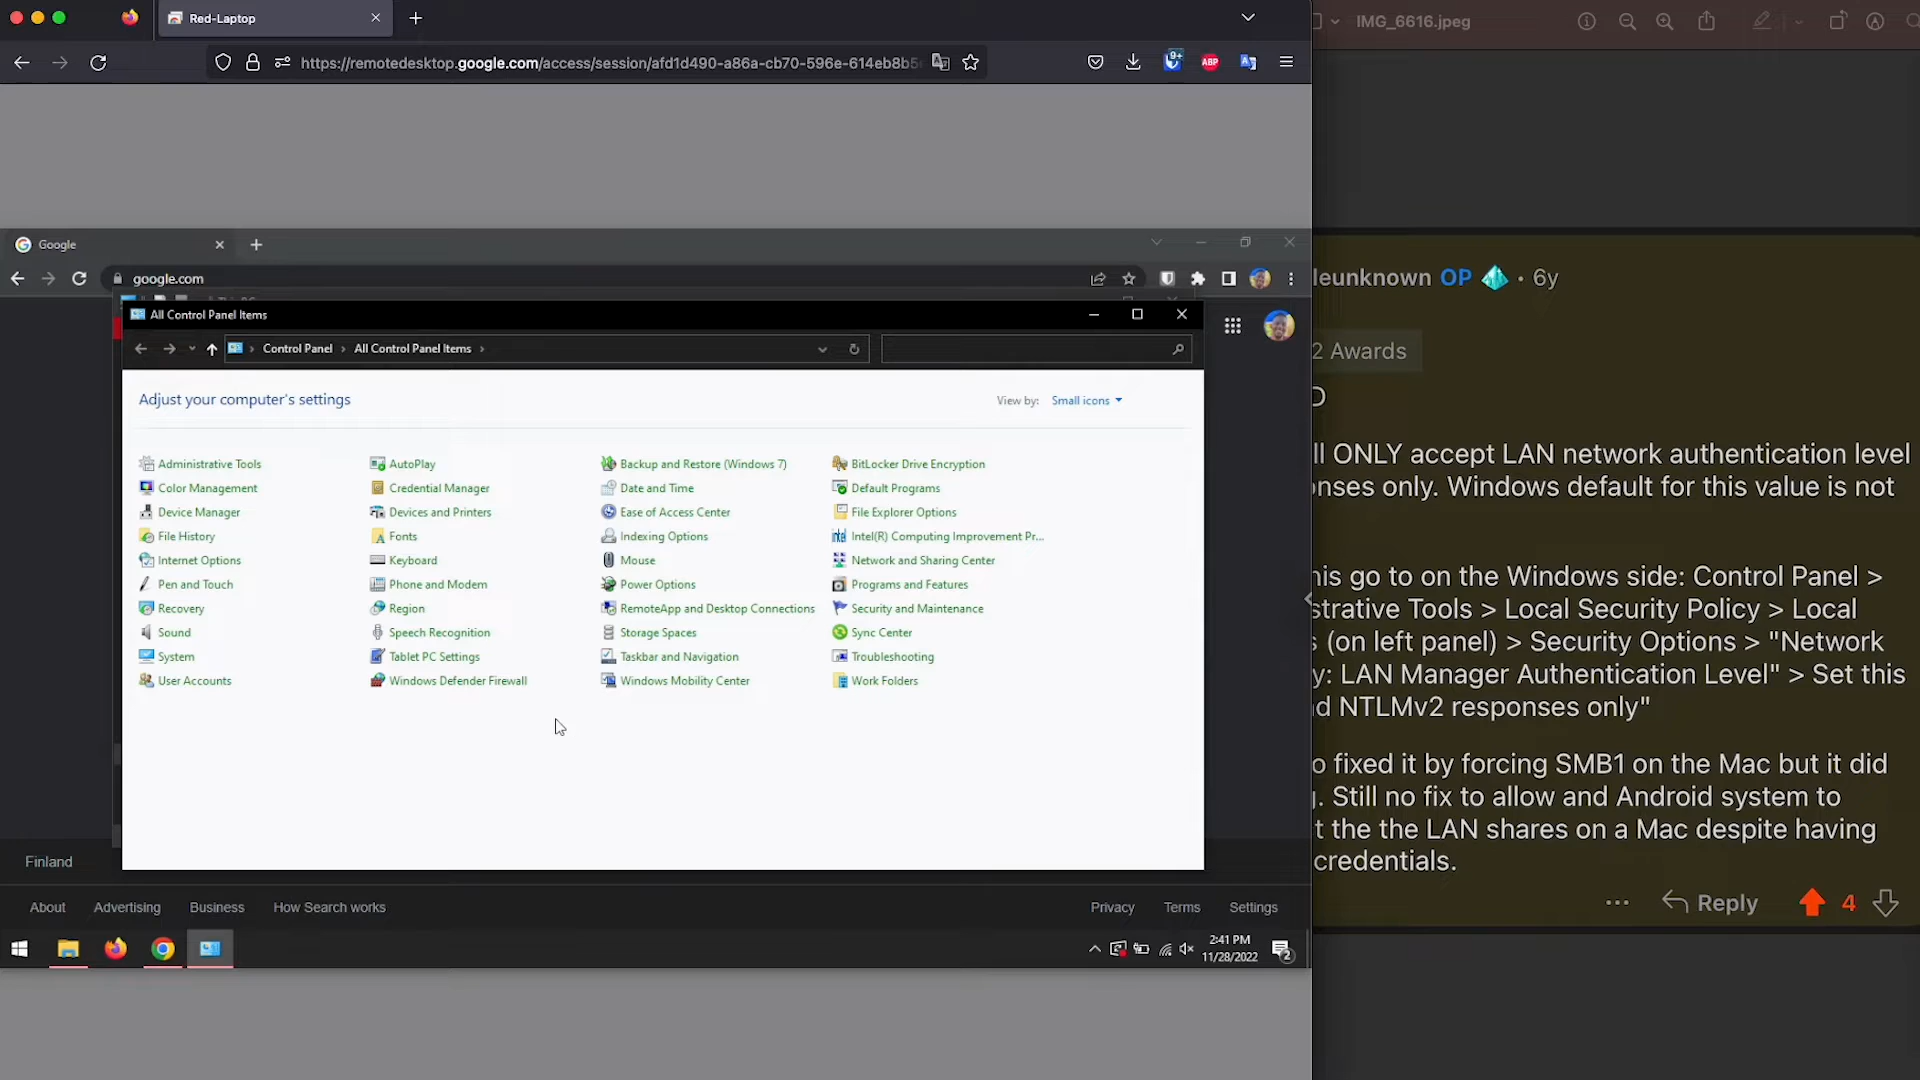 Red-Laptop
IMG_6616.jpeg
https://remotedesktop.google.com/access/session/afd1d490-a86a-cb70-596e-614eb8b5
9+
ABP
Google
google.com
All Control Panel Items
Control Panel > All Control Panel Items >
Adjust your computer's settings
View by: Small icons
Administrative Tools
AutoPlay
Backup and Restore (Windows 7)
BitLocker Drive Encryption
Color Management
Credential Manager
Date and Time
Default Programs
Device Manager
Devices and Printers
Ease of Access Center
File Explorer Options
File History
Fonts
Indexing Options
Intel(R) Computing Improvement Pr...
Internet Options
Keyboard
Mouse
Network and Sharing Center
Pen and Touch
Phone and Modem
Power Options
Programs and Features
Recovery
Region
RemoteApp and Desktop Connections
Security and Maintenance
Sound
Speech Recognition
Storage Spaces
Sync Center
System
Tablet PC Settings
Taskbar and Navigation
Troubleshooting
User Accounts
Windows Defender Firewall
Windows Mobility Center
Work Folders
Finland
About Advertising Business How Search works
Privacy Terms Settings
2:41 PM
11/28/2022
2
leunknown OP · 6y
2 Awards
ll ONLY accept LAN network authentication level
nses only. Windows default for this value is not
his go to on the Windows side: Control Panel >
strative Tools > Local Security Policy > Local
s (on left panel) > Security Options > "Network
y: LAN Manager Authentication Level" > Set this
d NTLMv2 responses only"
o fixed it by forcing SMB1 on the Mac but it did
. Still no fix to allow and Android system to
t the the LAN shares on a Mac despite having
credentials.
... Reply 4